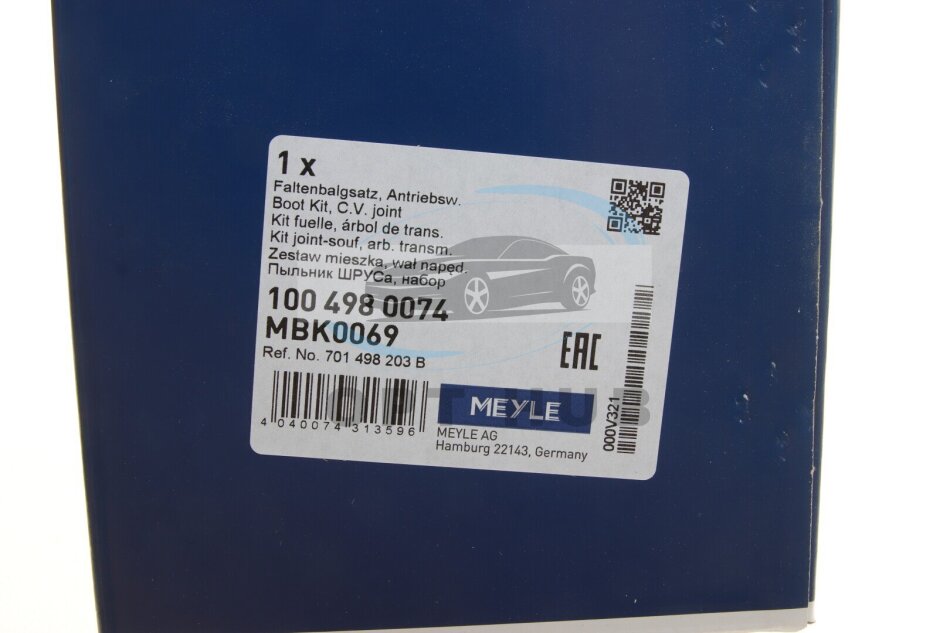 1 x
Faltenbalgsatz, Antriebsw.
Boot Kit, C.V. joint
Kit fuelle, árbol de trans.
Kit joint-souf, arb. transm.
Zestaw mieszka, wał napęd.
Пыльник ШРУСа, набор
100 498 0074
MBK0069
Ref. No. 701 498 203 B
EAC
000V321
4 040074 313596
MEYLE
OPT HUB
MEYLE AG
Hamburg 22143, Germany